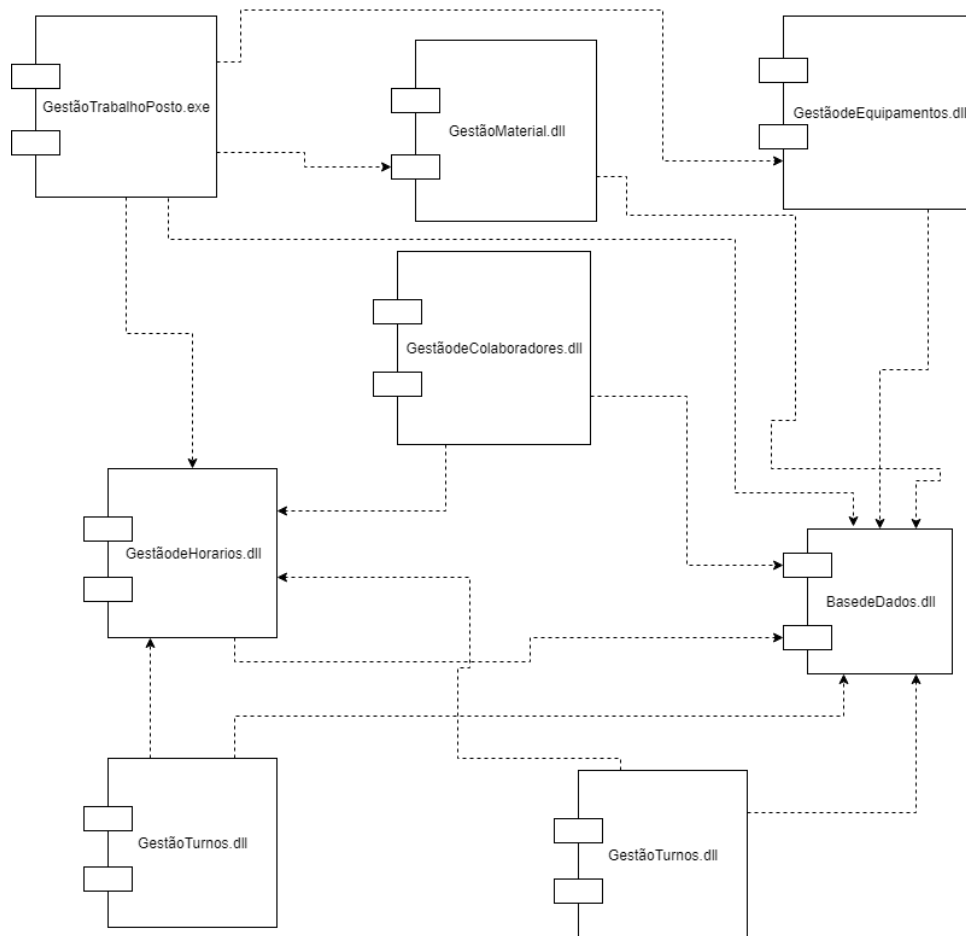 GestãoTrabalhoPosto.exe
GestãoMaterial.dll
GestãodeEquipamentos.dll
GestãodeColaboradores.dll
GestãodeHorarios.dll
BasedeDados.dll
GestãoTurnos.dll
GestãoTurnos.dll